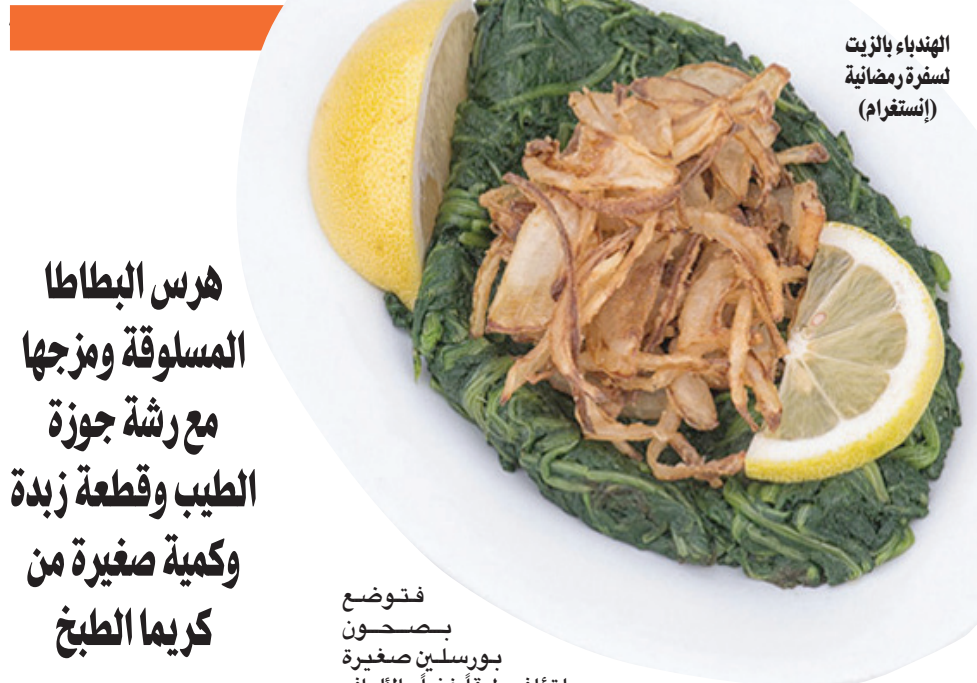 الهندباء بالزيت
لسفرة رمضانية
(إنستغرام)
هرس البطاطا
المسلوقة ومزجها
مع رشة جوزة
الطيب وقطعة زبدة
وكمية صغيرة من
كريما الطبخ
فتوضع
بصحون
بورسلين صغيرة